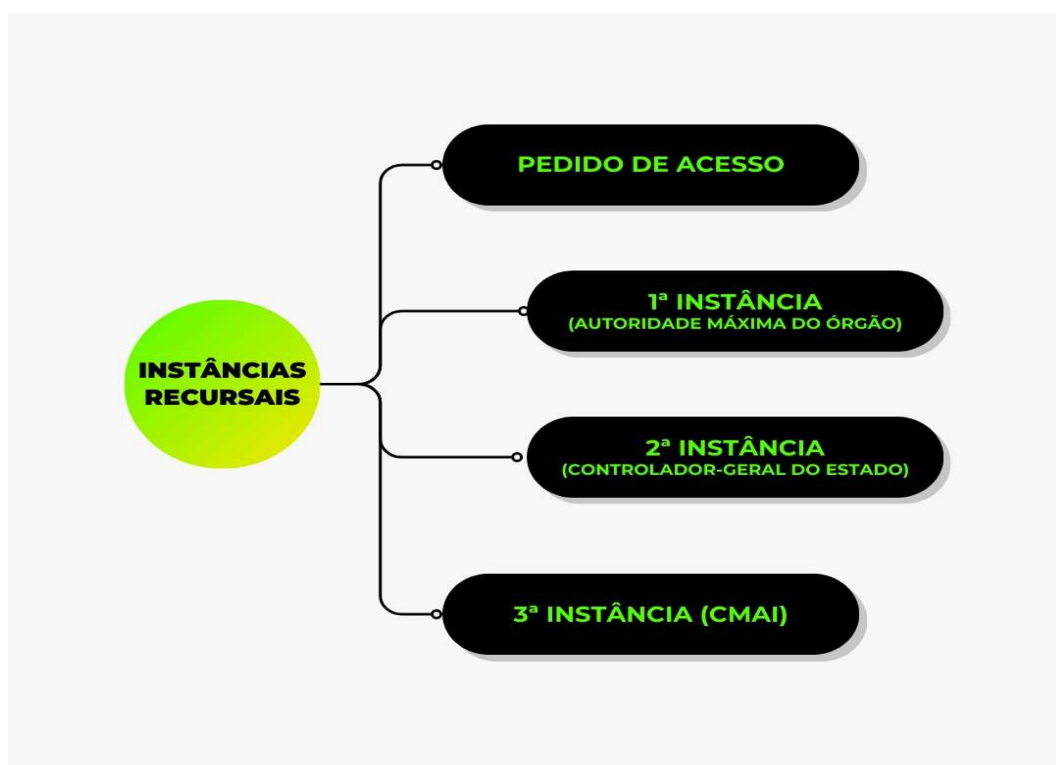 INSTÂNCIAS
RECURSAIS
PEDIDO DE ACESSO
1ª INSTÂNCIA
(AUTORIDADE MÁXIMA DO ÓRGÃO)
2ª INSTÂNCIA
(CONTROLADOR-GERAL DO ESTADO)
3ª INSTÂNCIA (CMAI)